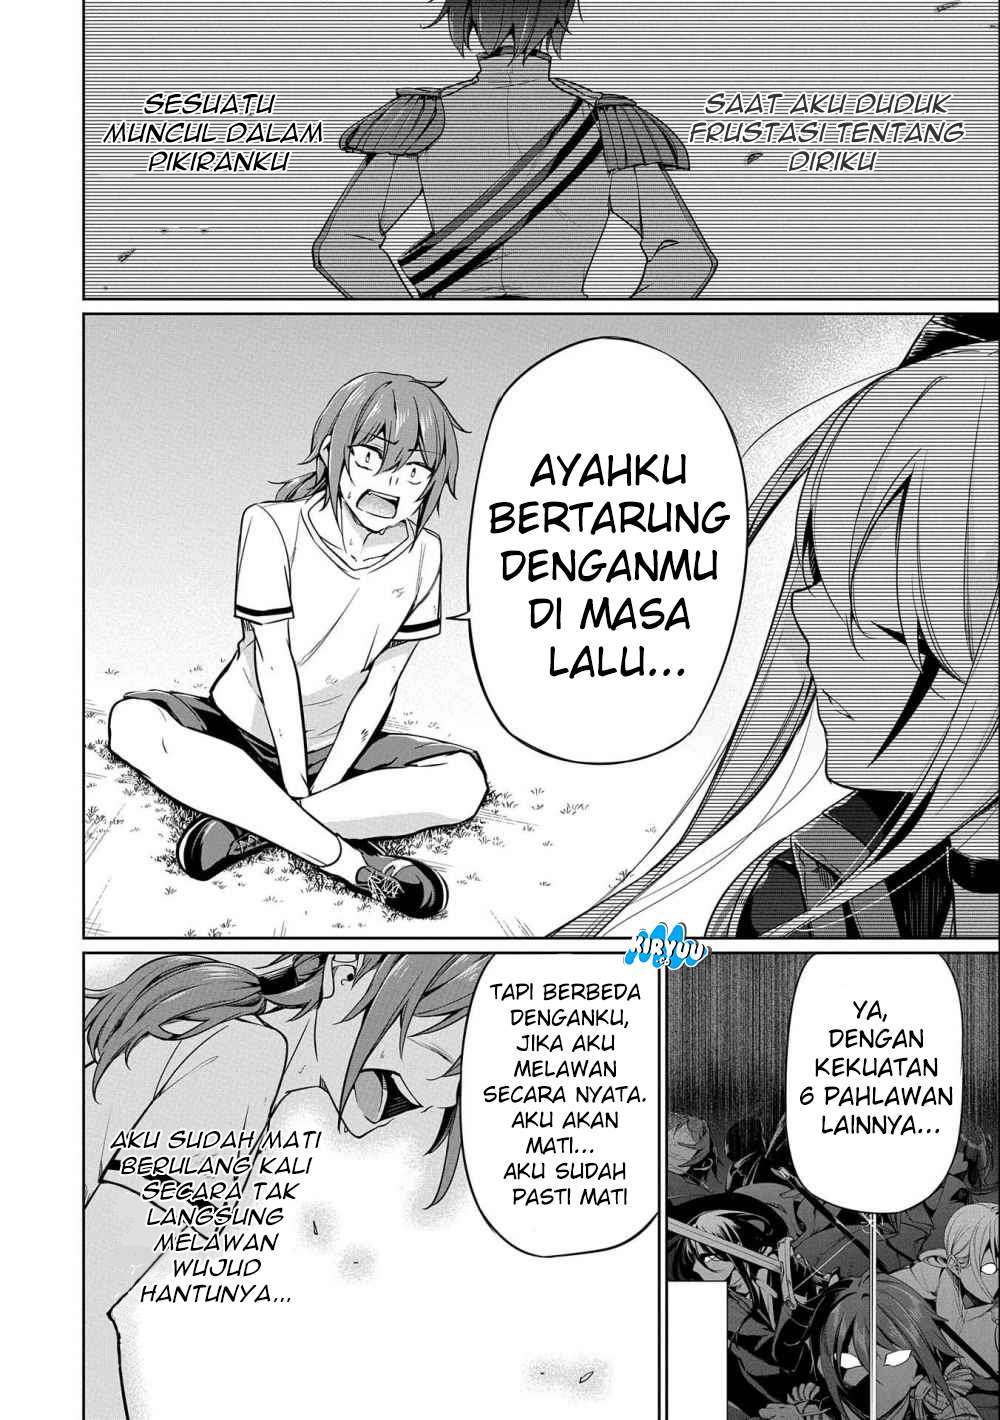 SAAT AKU DUDUK
FRUSTASI TENTANG
DIRIKU
SESUATU
MUNCUL DALAM
PIKIRANKU
AYAHKU
BERTARUNG
DENGANMU
DI MASA
LALU...
KIRYUU
.CO
YA,
DENGAN
KEKUATAN
6 PAHLAWAN
LAINNYA...
TAPI BERBEDA
DENGANKU,
JIKA AKU
MELAWAN
SECARA NYATA.
AKU AKAN
MATI...
AKU SUDAH
PASTI MATI
AKU SUDAH MATI
BERULANG KALI
SECARA TAK
LANGSUNG
MELAWAN
WUJUD
HANTUNYA...